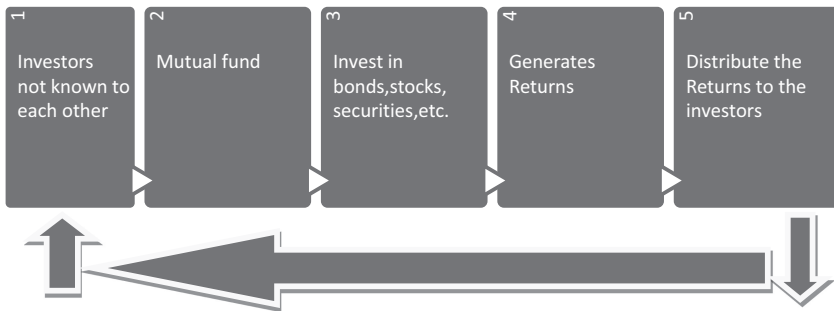 1
Investors
not known to
each other
2
Mutual fund
3
Invest in
bonds,stocks,
securities,etc.
4
Generates
Returns
5
Distribute the
Returns to the
investors